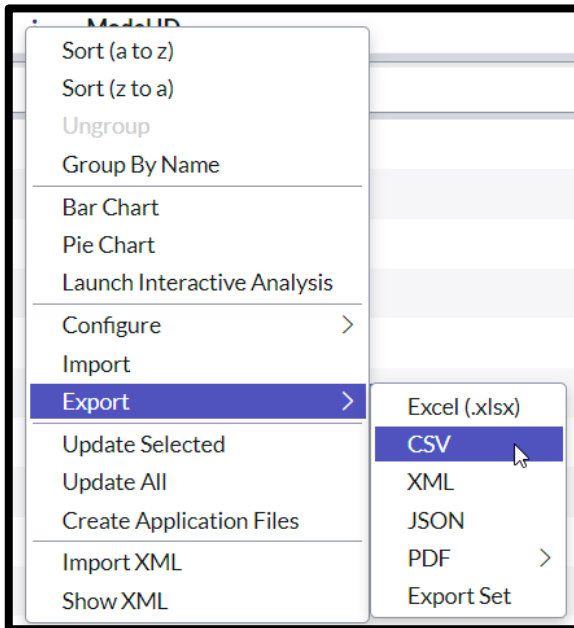 Sort (a to z)
Sort (z to a)
Ungroup
Group By Name
Bar Chart
Pie Chart
Launch Interactive Analysis
Configure
Import
Export
Update Selected
Update All
Create Application Files
Import XML
Show XML
Excel (.xlsx)
CSV
XML
JSON
PDF
Export Set